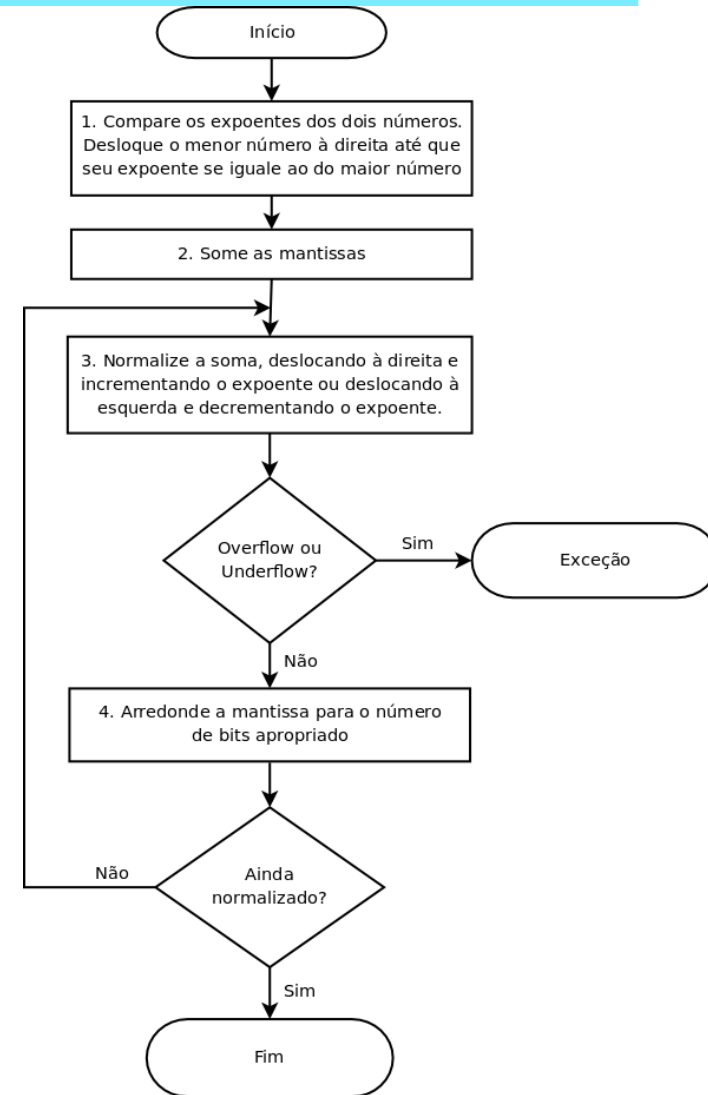 Início
1. Compare os expoentes dos dois números.
Desloque o menor número à direita até que
seu expoente se iguale ao do maior número
2. Some as mantissas
3. Normalize a soma, deslocando à direita e
incrementando o expoente ou deslocando à
esquerda e decrementando o expoente.
Overflow ou
Underflow?
Sim
Exceção
Não
4. Arredonde a mantissa para o número
de bits apropriado
Não
Ainda
normalizado?
Sim
Fim